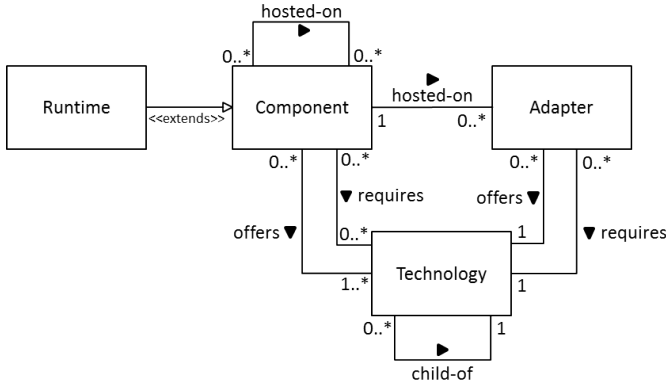 hosted-on
0..* 0..*
Runtime
<<extends>>
Component
hosted-on
1 0..*
Adapter
0..* 0..* 0..* 0..*
requires
offers
offers
requires
0..* 1
Technology
1..* 1
0..* 1
child-of